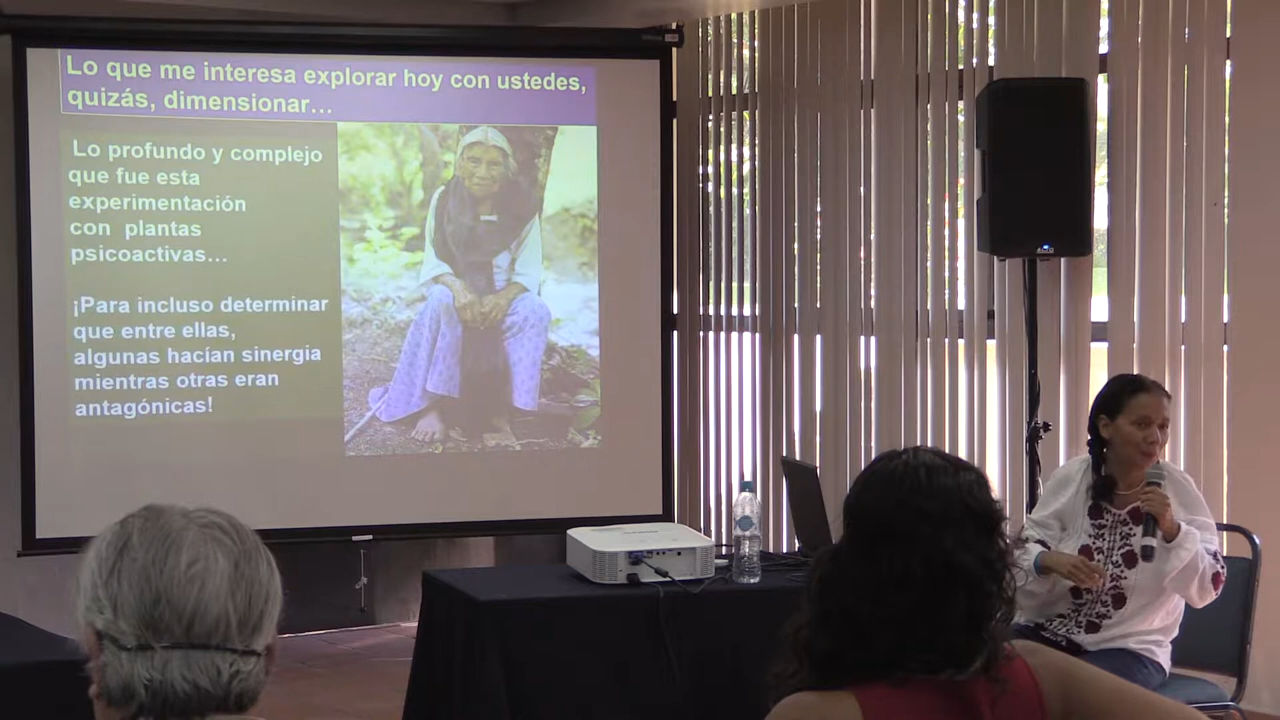 Lo que me interesa explorar hoy con ustedes,
quizás, dimensionar...
Lo profundo y complejo
que fue esta
experimentación
con plantas
psicoactivas...
¡Para incluso determinar
que entre ellas,
algunas hacían sinergia
mientras otras eran
antagónicas!